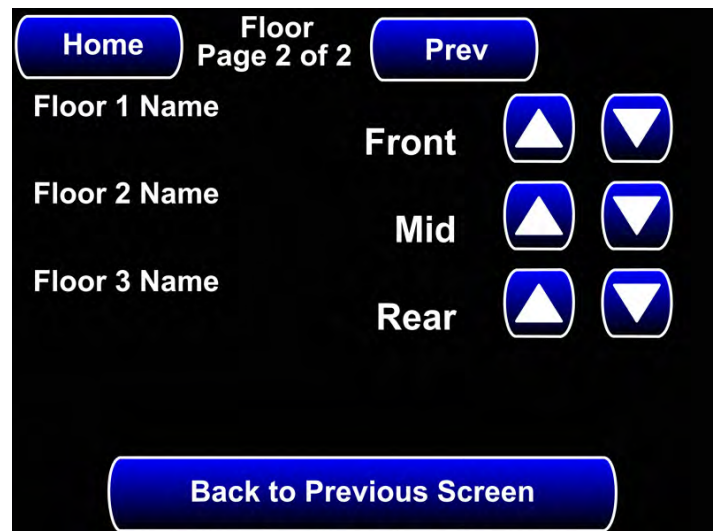 Home
Floor
Page 2 of 2
Prev
Floor 1 Name
Front
Floor 2 Name
Mid
Floor 3 Name
Rear
Back to Previous Screen